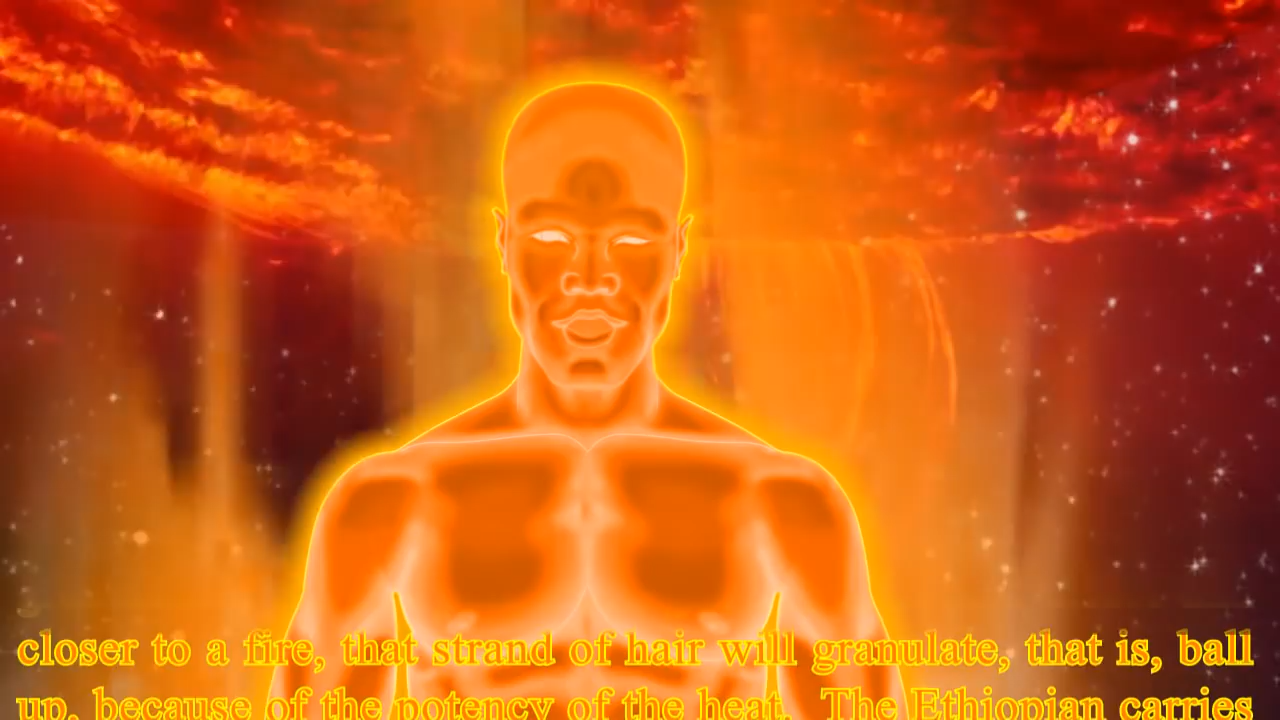 closer to a fire, that strand of hair will granulate, that is, ball
up, because of the potency of the heat. The Ethiopian carries